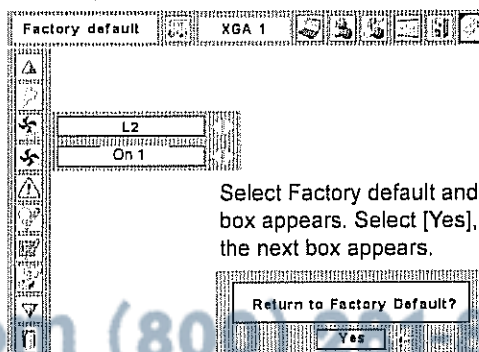 Factory default XGA 1
L2
On 1
Select Factory default and
box appears. Select [Yes],
the next box appears.
Return to Factory Default?
Yes
(80